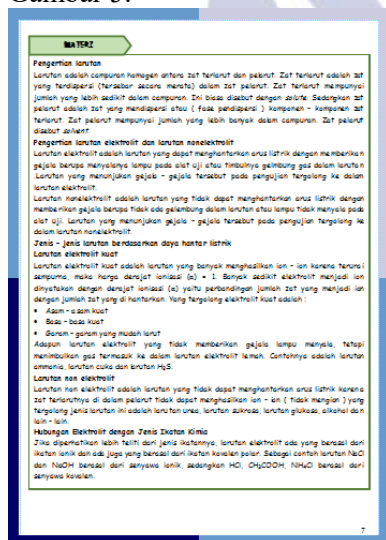 Gambar 3.
MATERI
Pengertian larutan
Larutan adalah campuran homogen antara zat terlarut dan pelarut. Zat terlarut adalah zat
yang terdispersi (tersebar secara merata) dalam zat pelarut. Zat terlarut mempunyai
jumlah yang lebih sedikit dalam campuran. Ini biasa disebut dengan solute. Sedangkan zat
pelarut adalah zat yang mendispersi atau ( fase pendispersi ) komponen – komponen zat
terlarut. Zat pelarut mempunyai jumlah yang lebih banyak dalam campuran. Zat pelarut
disebut solvent.
Pengertian larutan elektrolit dan larutan nonelektrolit
Larutan elektrolit adalah larutan yang dapat menghantarkan arus listrik dengan memberikan
gejala berupa menyalanya lampu pada alat uji atau timbulnya gelmbung gas dalam larutan
.Larutan yang menunjukan gejala – gejala tersebut pada pengujian tergolong ke dalam
larutan elektrolit.
Larutan nonelektrolit adalah larutan yang tidak dapat menghantarkan arus listrik dengan
memberikan gejala berupa tidak ada gelembung dalam larutan atau lampu tidak menyala pada
alat uji. Larutan yang menunjukan gejala – gejala tersebut pada pengujian tergolong ke
dalam larutan nonelektrolit.
Jenis – jenis larutan berdasarkan daya hantar listrik
Larutan elektrolit kuat
Larutan elektrolit kuat adalah larutan yang banyak menghasilkan ion – ion karena terurai
sempurna, maka harga derajat ionisasi (α) = 1. Banyak sedikit elektrolit menjadi ion
dinyatakan dengan derajat ionisasi (α) yaitu perbandingan jumlah zat yang menjadi ion
dengan jumlah zat yang di hantarkan. Yang tergolong elektrolit kuat adalah :
• Asam – asam kuat
• Basa – basa kuat
• Garam – garam yang mudah larut
Adapun larutan elektrolit yang tidak memberikan gejala lampu menyala, tetapi
menimbulkan gas termasuk ke dalam larutan elektrolit lemah. Contohnya adalah larutan
ammonia, larutan cuka dan larutan H₂S.
Larutan non elektrolit
Larutan non elektrolit adalah larutan yang tidak dapat menghantarkan arus listrik karena
zat terlarutnya di dalam pelarut tidak dapat menghasilkan ion – ion ( tidak mengion ) yang
tergolong jenis larutan ini adalah larutan urea, larutan sukrosa, larutan glukosa, alkohol dan
lain – lain.
Hubungan Elektrolit dengan Jenis Ikatan Kimia
Jika diperhatikan lebih teliti dari jenis ikatannya, larutan elektrolit ada yang berasal dari
ikatan ionik dan ada juga yang berasal dari ikatan kovalen polar. Sebagai contoh larutan NaCl
dan NaOH berasal dari senyawa ionik, sedangkan HCl, CH₃COOH, NH₄Cl berasal dari
senyawa kovalen.
7